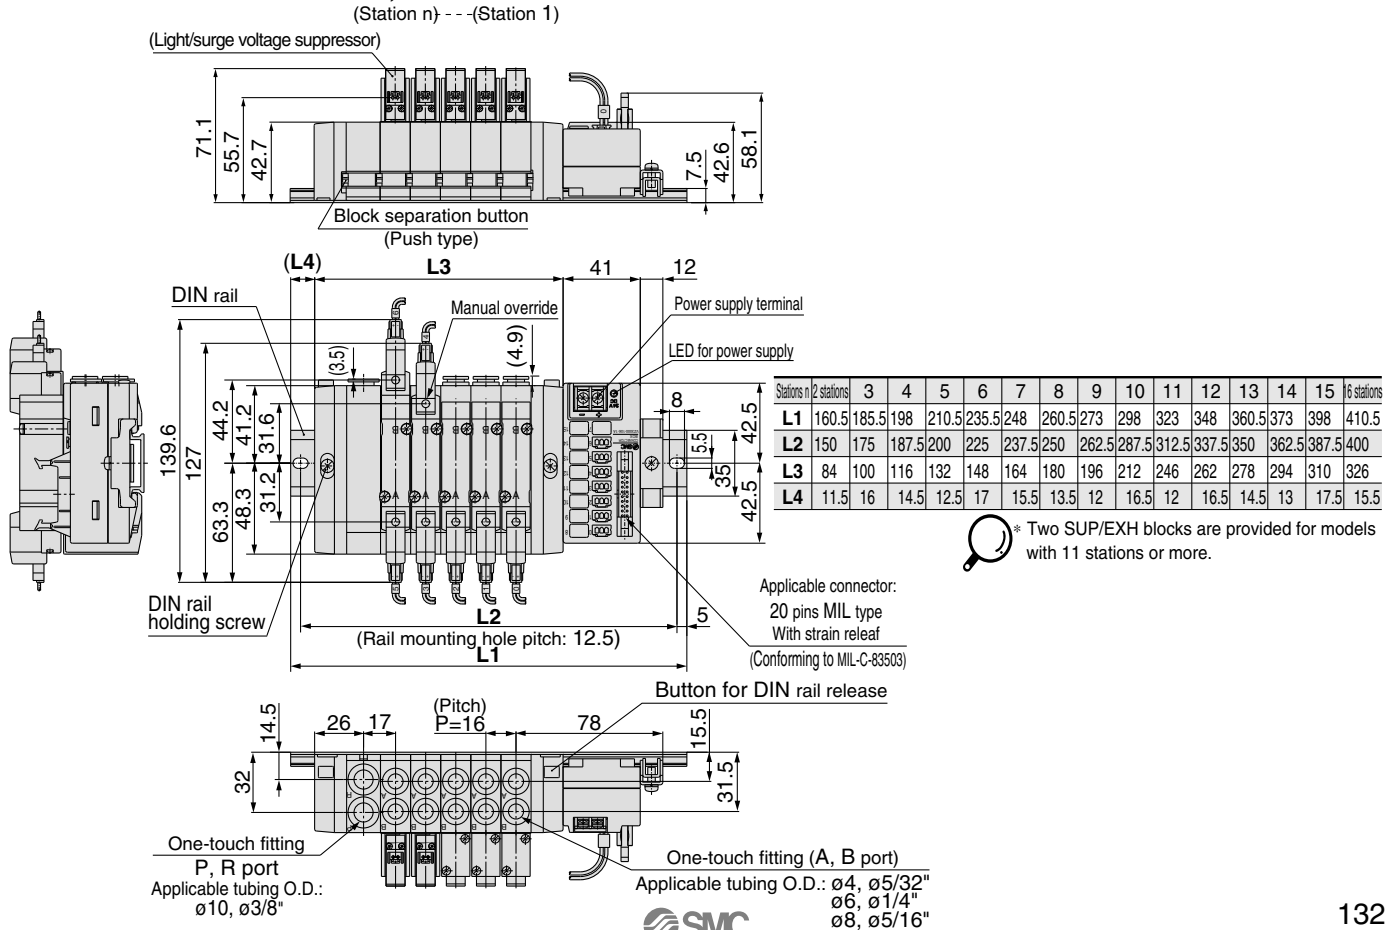 (Station n)----(Station 1)
(Light/surge voltage suppressor)
71.1
55.7
42.7
7.5
42.6
58.1
Block separation button
(Push type)
(L4)
L3
41
12
DIN rail
Manual override
Power supply terminal
LED for power supply
(3.5)
(4.9)
139.6
127
44.2
41.2
31.6
63.3
48.3
31.2
8
5.5
35
42.5
42.5
A A A A A
B B B B B
DIN rail
holding screw
L2
5
(Rail mounting hole pitch: 12.5)
L1
Stations n 2 stations 3 4 5 6 7 8 9 10 11 12 13 14 15 16 stations
L1 160.5 185.5 198 210.5 235.5 248 260.5 273 298 323 348 360.5 373 398 410.5
L2 150 175 187.5 200 225 237.5 250 262.5 287.5 312.5 337.5 350 362.5 387.5 400
L3 84 100 116 132 148 164 180 196 212 246 262 278 294 310 326
L4 11.5 16 14.5 12.5 17 15.5 13.5 12 16.5 12 16.5 14.5 13 17.5 15.5
* Two SUP/EXH blocks are provided for models
with 11 stations or more.
Applicable connector:
20 pins MIL type
With strain releaf
(Conforming to MIL-C-83503)
Button for DIN rail release
14.5
26
17
(Pitch)
P=16
78
15.5
32
31.5
One-touch fitting
P, R port
Applicable tubing O.D.:
ø10, ø3/8"
One-touch fitting (A, B port)
Applicable tubing O.D.: ø4, ø5/32"
ø6, ø1/4"
ø8, ø5/16"
SMC
132